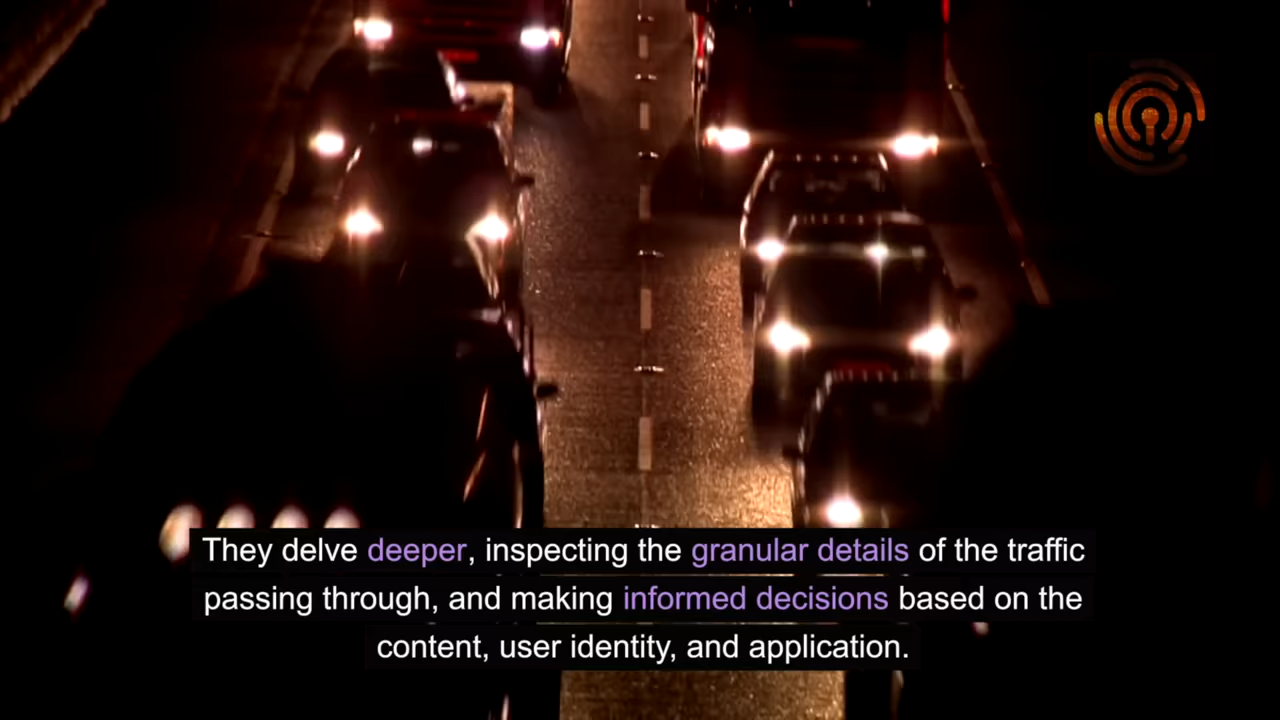 They delve deeper, inspecting the granular details of the traffic
passing through, and making informed decisions based on the
content, user identity, and application.